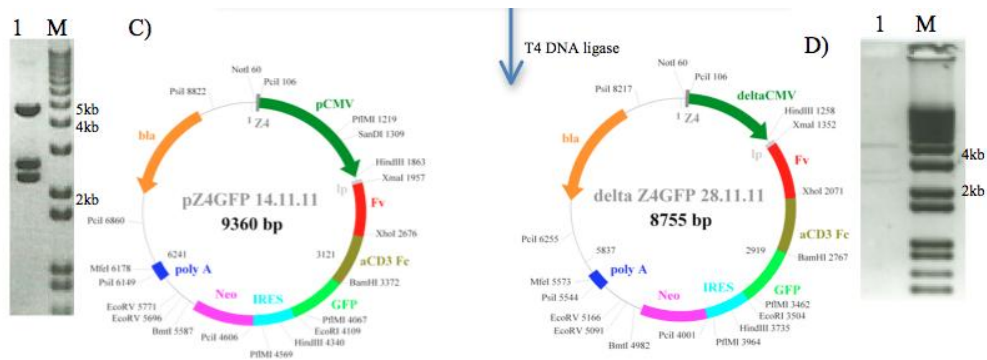 1 M C) T4 DNA ligase D) 1 M
5kb
4kb
2kb
NotI 60
PciI 106
PsiI 8822
pCMV
PflMI 1219
SanDI 1309
1 Z4
bla
HindIII 1863
XmaI 1957
lp
Fv
pZ4GFP 14.11.11
9360 bp
XhoI 2676
PciI 6860
6241
3121
aCD3 Fc
MfeI 6178
poly A
PsiI 6149
BamHI 3372
Neo
IRES
GFP
EcoRV 5771
EcoRV 5696
PflMI 4067
EcoRI 4109
BmtI 5587
PciI 4606
HindIII 4340
PflMI 4569
NotI 60
PciI 106
PsiI 8217
deltaCMV
HindIII 1258
1 Z4
XmaI 1352
bla
lp
Fv
delta Z4GFP 28.11.11
8755 bp
XhoI 2071
PciI 6255
5837
2919
aCD3 Fc
MfeI 5573
poly A
BamHI 2767
PsiI 5544
Neo
IRES
GFP
EcoRV 5166
EcoRV 5091
PflMI 3462
EcoRI 3504
BmtI 4982
PciI 4001
HindIII 3735
PflMI 3964
4kb
2kb